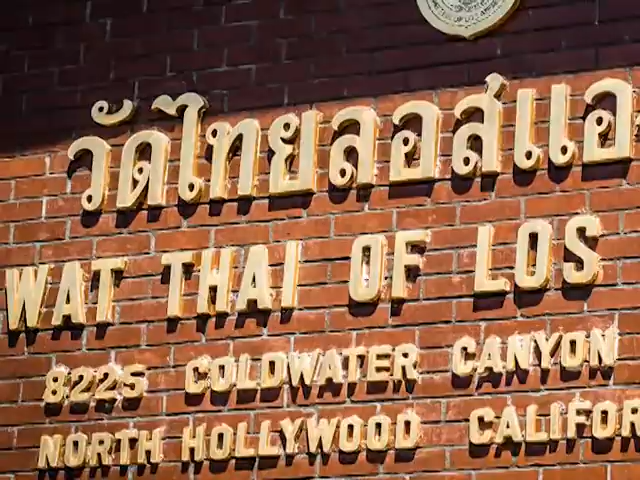 วัดไทยลอสแอ
WAT THAI OF LOS
8225 COLDWATER CANYON
NORTH HOLLYWOOD CALIFOR